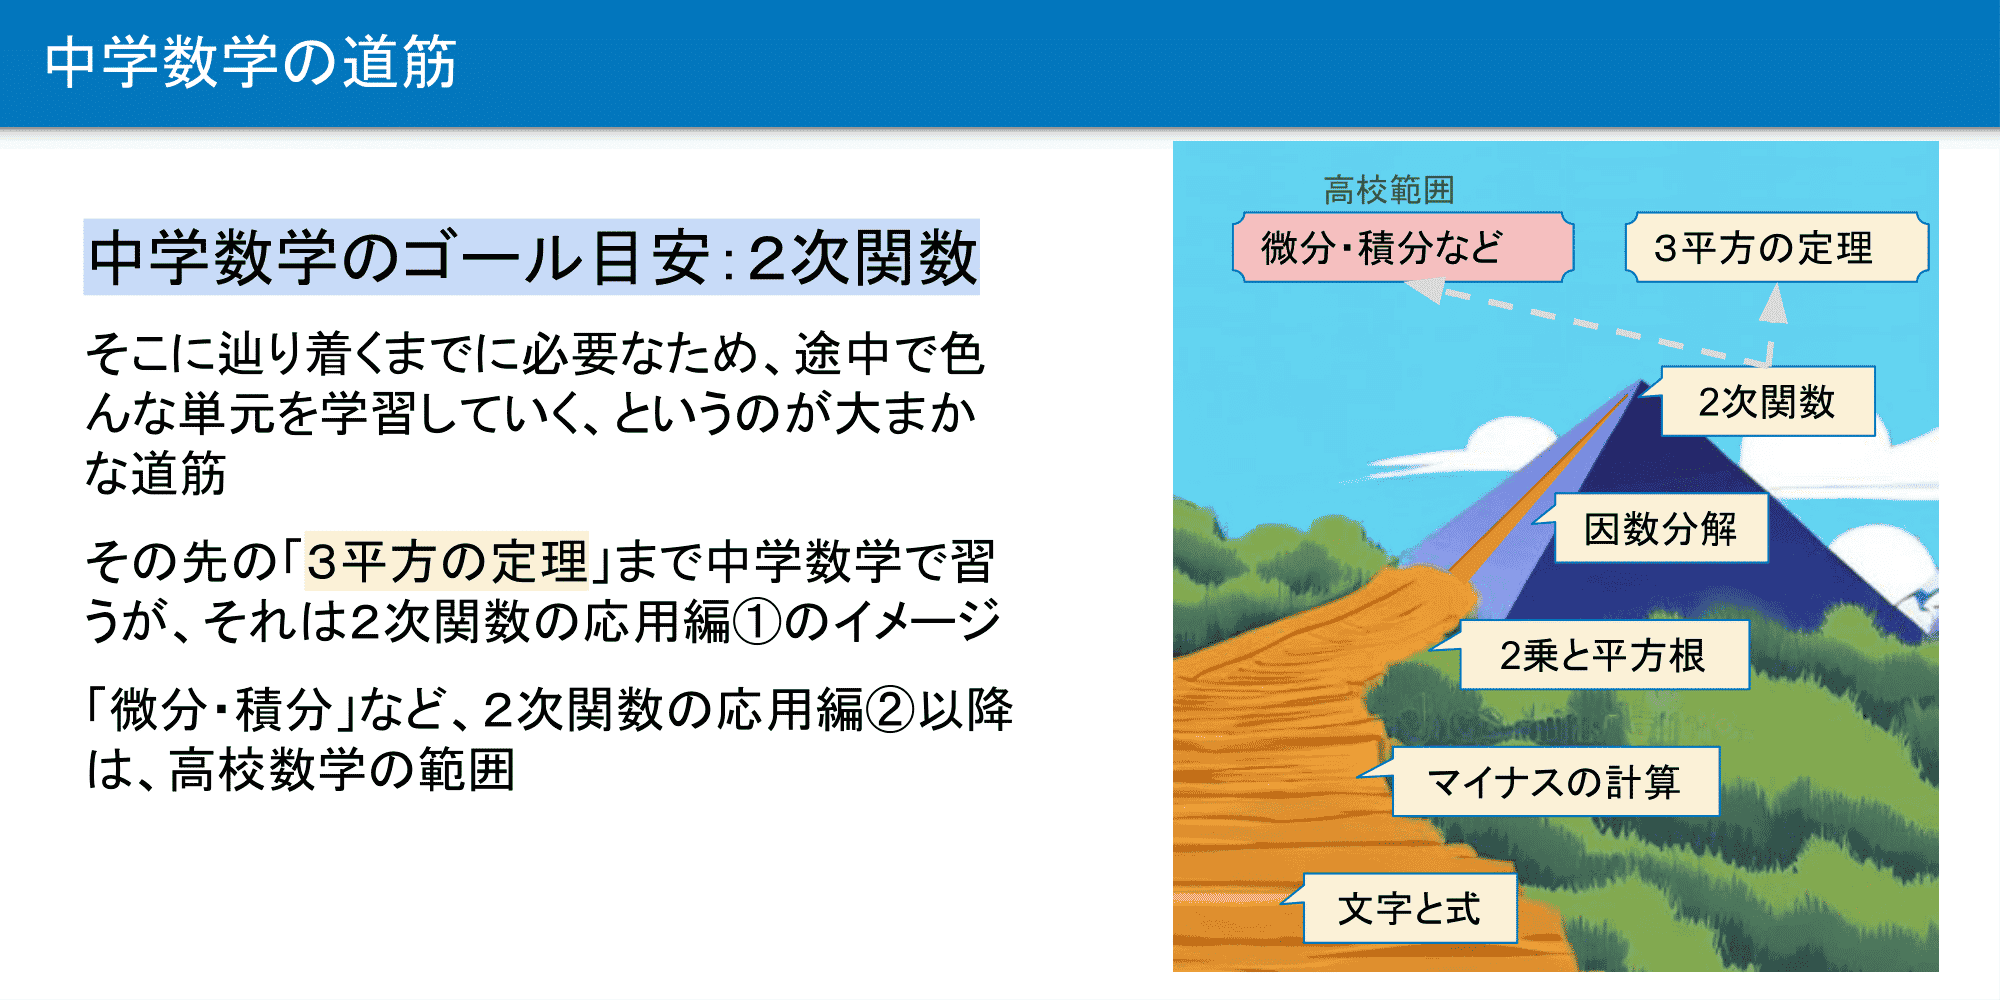 中学数学の道筋
中学数学のゴール目安：２次関数
そこに辿り着くまでに必要なため、途中で色
んな単元を学習していく、というのが大まか
な道筋
その先の「３平方の定理」まで中学数学で習
うが、それは２次関数の応用編①のイメージ
「微分・積分」など、２次関数の応用編②以降
は、高校数学の範囲
高校範囲
微分・積分など
３平方の定理
2次関数
因数分解
2乗と平方根
マイナスの計算
文字と式